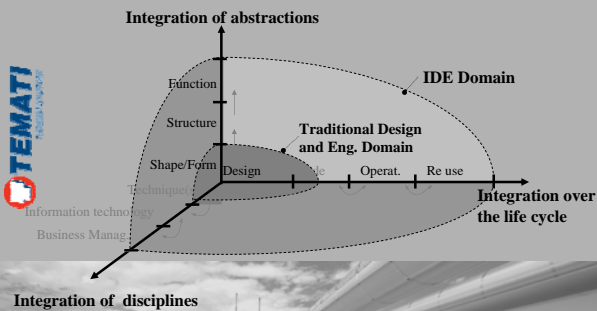 Integration of abstractions
TEMATI
Function
IDE Domain
Structure
Traditional Design
and Eng. Domain
Shape/Form
Design
Operat.
Re use
Integration over
the life cycle
Information technology
Business Manag.
Integration of disciplines